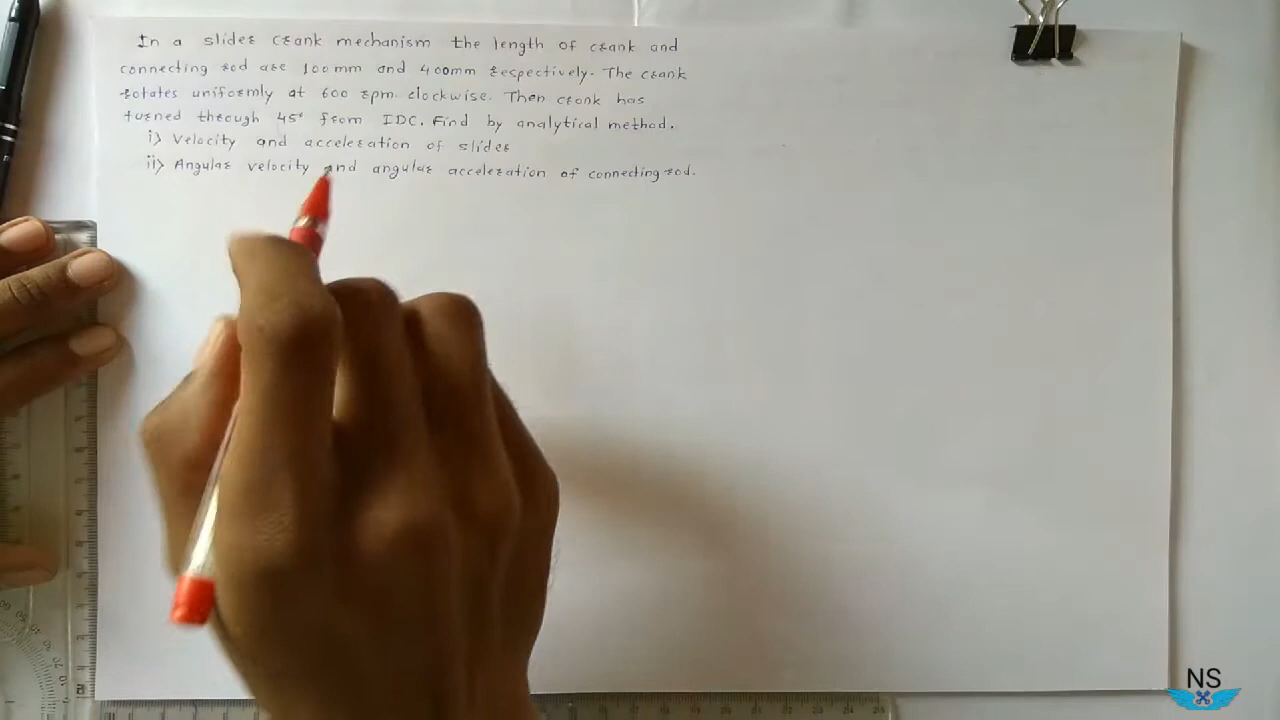 In a slider crank mechanism the length of crank and
connecting rod are 100mm and 400mm respectively. The crank
rotates uniformly at 600 rpm clockwise. Then crank has
turned through 45° from IDC. Find by analytical method.
i) Velocity and acceleration of slider
ii) Angular velocity and angular acceleration of connecting rod.
NS